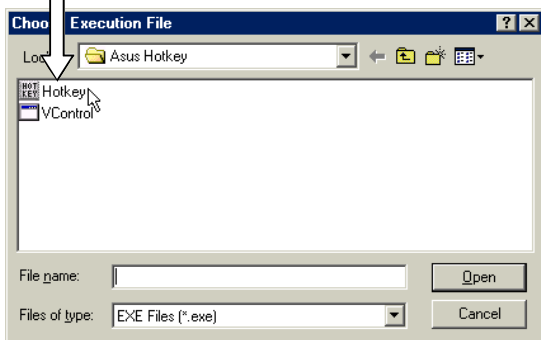 Choo Execution File
Loo Asus Hotkey
HOT KEY Hotkey
VControl
File name:
Open
Files of type: EXE Files (*.exe)
Cancel